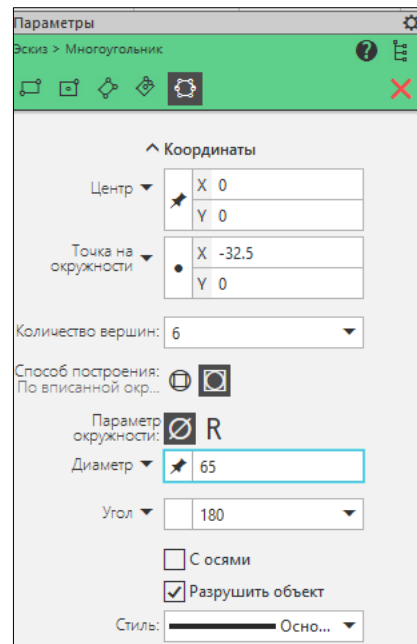 Параметры
Эскиз > Многоугольник
Координаты
Центр
X 0
Y 0
Точка на
окружности
X -32.5
Y 0
Количество вершин: 6
Способ построения:
По вписанной окр...
Параметр
окружности: Ø R
Диаметр 65
Угол 180
С осями
Разрушить объект
Стиль: Осно...